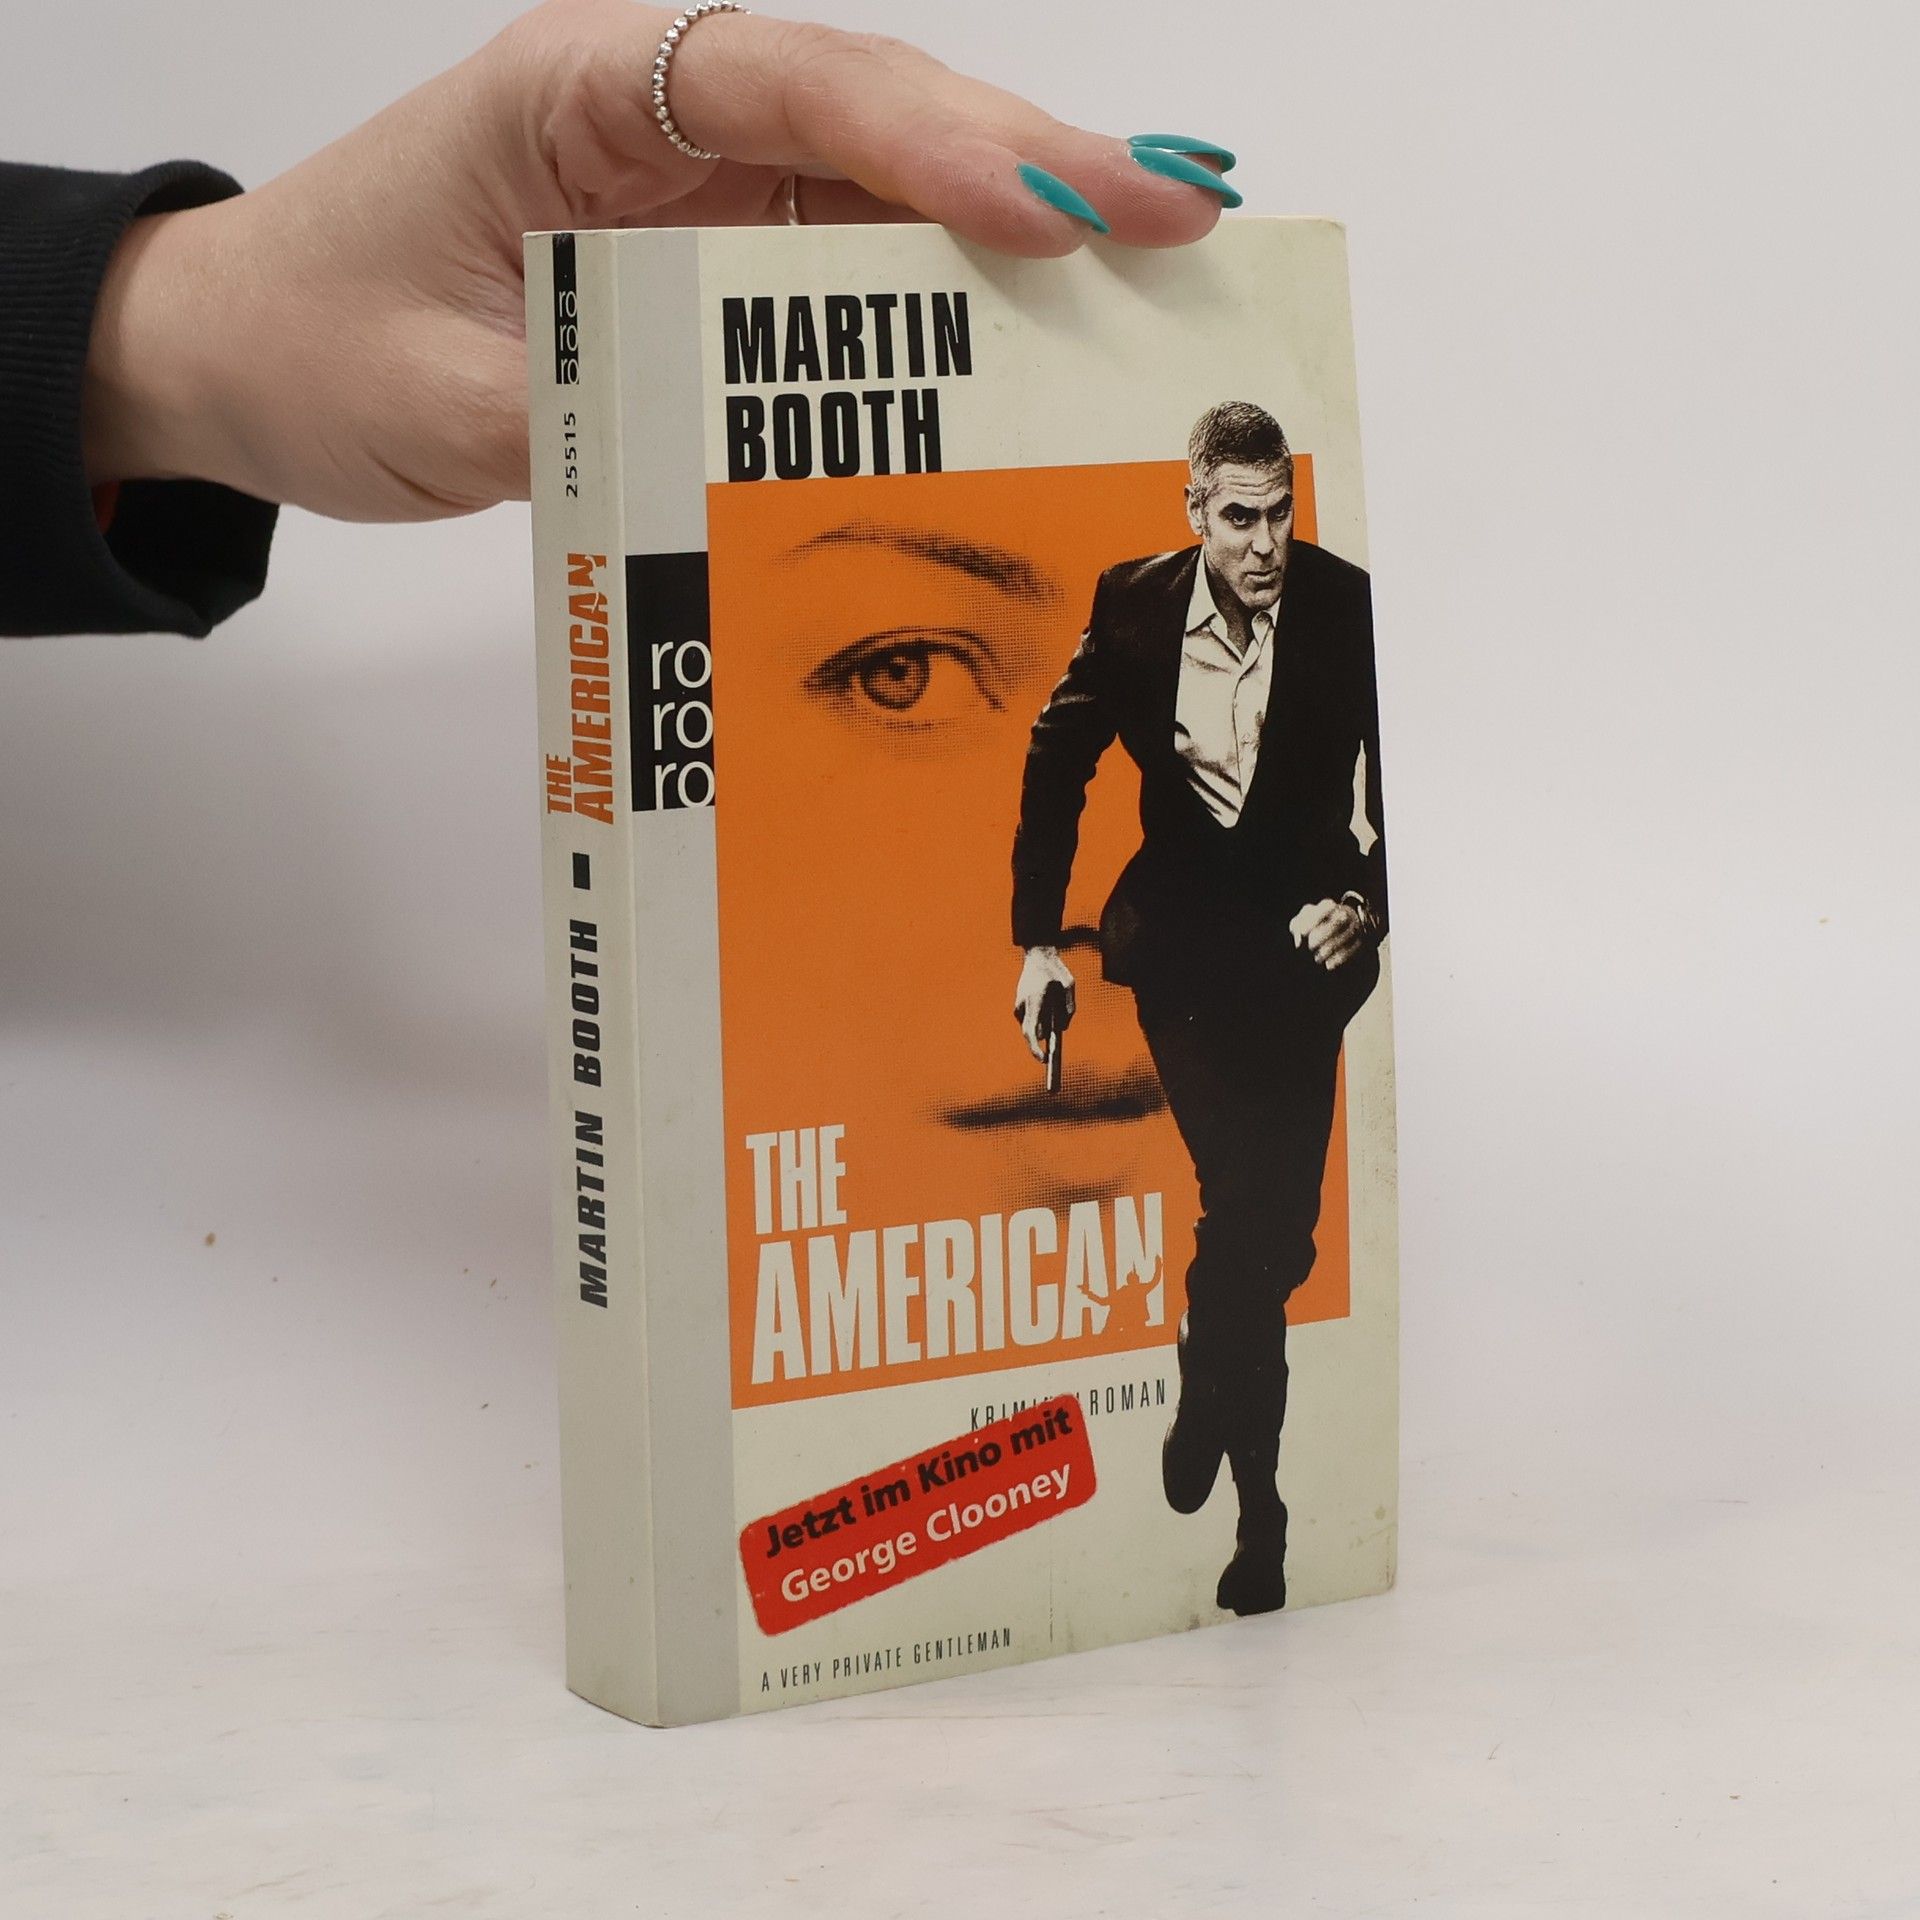 ro
ro
ro
25515
THE
AMERICAN
MARTIN BOOTH
MARTIN
BOOTH
ro
ro
ro
THE
AMERICAN
Jetzt im Kino mit
George Clooney
A VERY PRIVATE GENTLEMAN